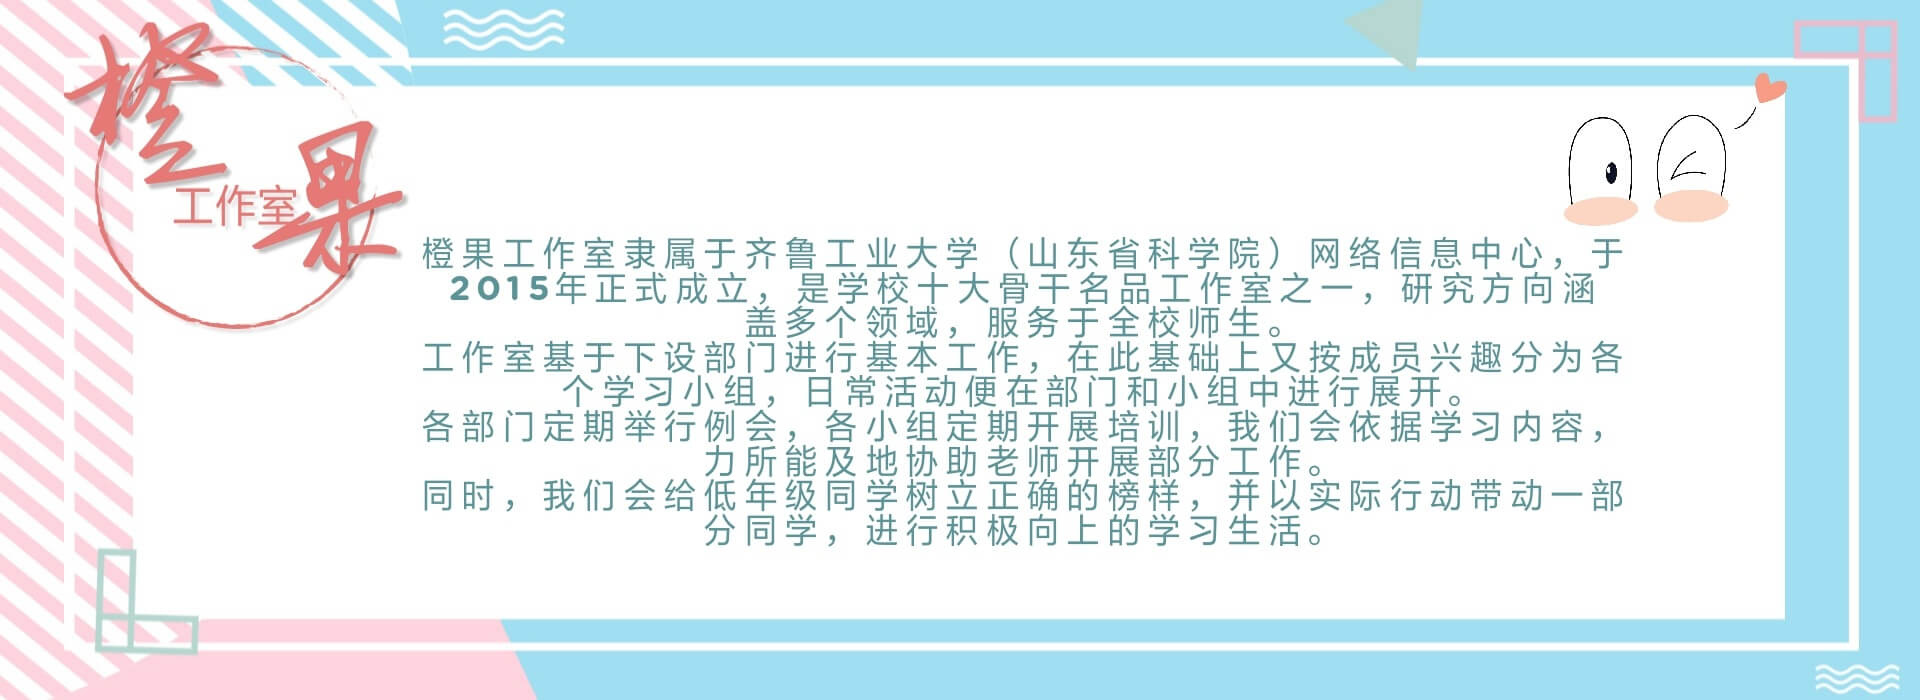 橙果
工作室
橙果工作室隶属于齐鲁工业大学（山东省科学院）网络信息中心，于
2015年正式成立，是学校十大骨干名品工作室之一，研究方向涵
盖多个领域，服务于全校师生。
工作室基于下设部门进行基本工作，在此基础上又按成员兴趣分为各
个学习小组，日常活动便在部门和小组中进行展开。
各部门定期举行例会，各小组定期开展培训，我们会依据学习内容，
力所能及地协助老师开展部分工作。
同时，我们会给低年级同学树立正确的榜样，并以实际行动带动一部
分同学，进行积极向上的学习生活。